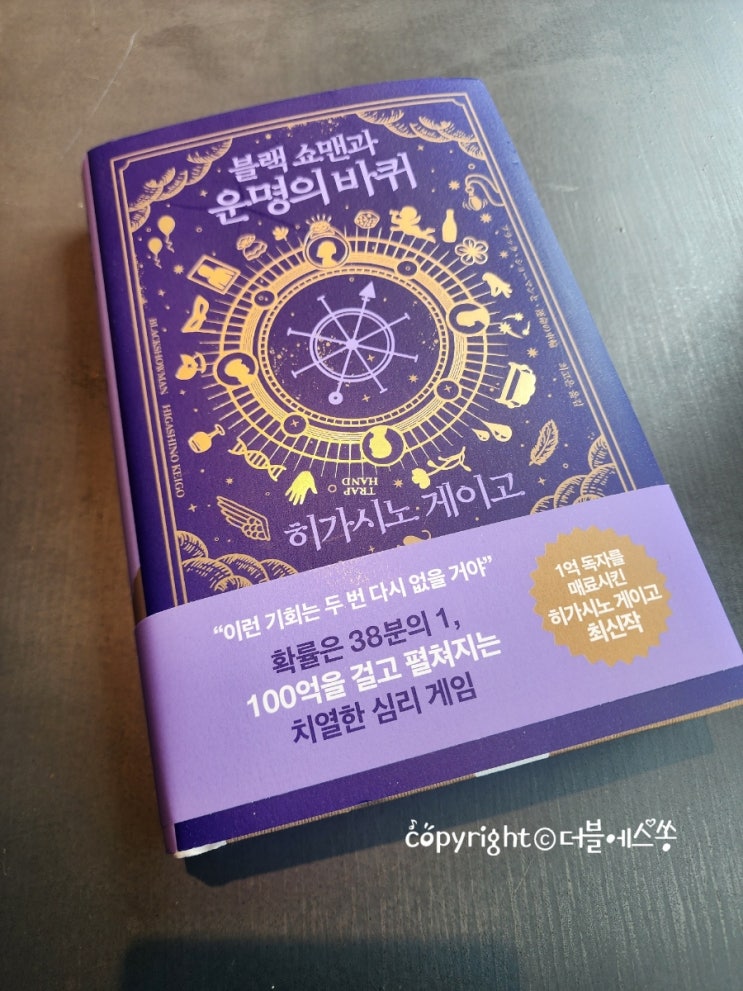 블랙 쇼맨과
운명의 바퀴
BLACKSHOWMAN HIGASHINO KEIGO
TRAP
HAND
히가시노 게이고
“이런 기회는 두 번 다시 없을 거야”
확률은 38분의 1,
100억을 걸고 펼쳐지는
치열한 심리 게임
1억 독자를
매료시킨
히가시노 게이고
최신작
copyright©더블에스쏭